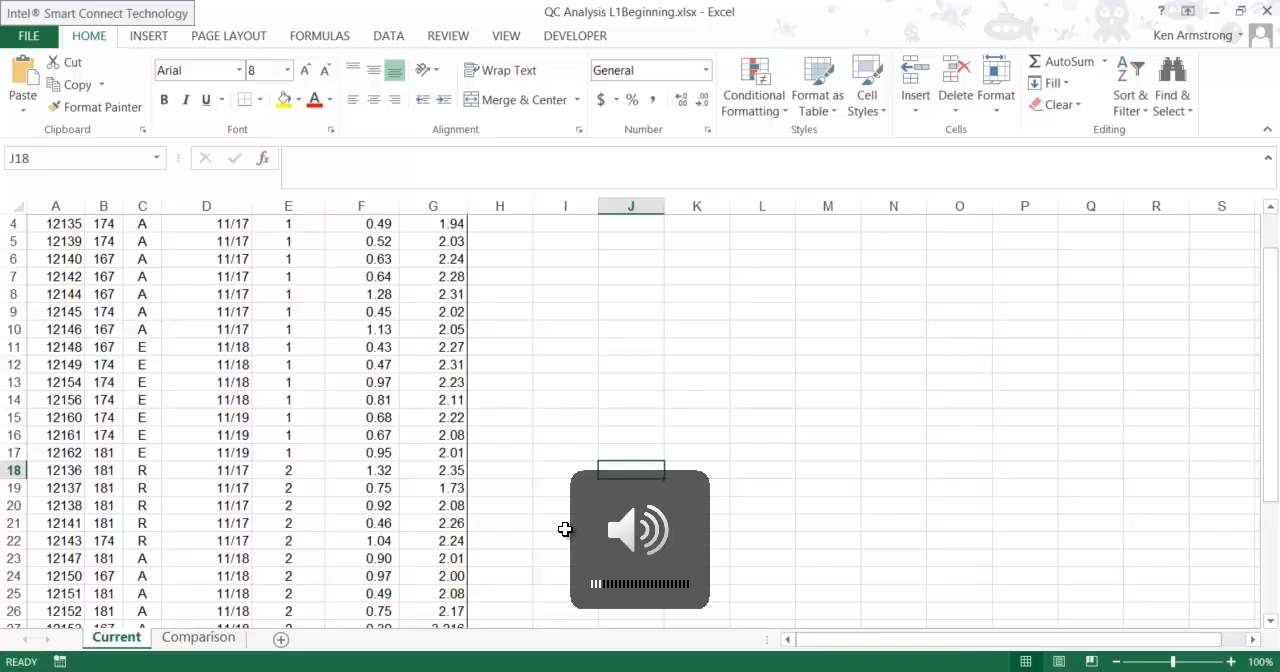 Intel® Smart Connect Technology
QC Analysis L1Beginning.xlsx - Excel
?
FILE HOME INSERT PAGE LAYOUT FORMULAS DATA REVIEW VIEW DEVELOPER Ken Armstrong
Cut Arial 8 A A Wrap Text General AutoSum
Paste Copy B I U A Merge & Center $ % , Conditional Formatting Format as Table Cell Styles Insert Delete Format Fill Sort & Filter Find & Select
Format Painter Clear
Clipboard Font Alignment Number Styles Cells Editing
J18 fx
A B C D E F G H I J K L M N O P Q R S
4 12135 174 A 11/17 1 0.49 1.94
5 12139 174 A 11/17 1 0.52 2.03
6 12140 167 A 11/17 1 0.63 2.24
7 12142 167 A 11/17 1 0.64 2.28
8 12144 167 A 11/17 1 1.28 2.31
9 12145 174 A 11/17 1 0.45 2.02
10 12146 167 A 11/17 1 1.13 2.05
11 12148 167 E 11/18 1 0.43 2.27
12 12149 174 E 11/18 1 0.47 2.31
13 12154 174 E 11/18 1 0.97 2.23
14 12156 174 E 11/18 1 0.81 2.11
15 12160 174 E 11/19 1 0.68 2.22
16 12161 174 E 11/19 1 0.67 2.08
17 12162 181 E 11/19 1 0.95 2.01
18 12136 181 R 11/17 2 1.32 2.35
19 12137 181 R 11/17 2 0.75 1.73
20 12138 181 R 11/17 2 0.92 2.08
21 12141 181 R 11/17 2 0.46 2.26
22 12143 174 R 11/17 2 1.04 2.24
23 12147 181 A 11/18 2 0.90 2.01
24 12150 167 A 11/18 2 0.97 2.00
25 12151 181 A 11/18 2 0.49 2.08
26 12152 181 A 11/18 2 0.75 2.17
Current Comparison
READY 100%